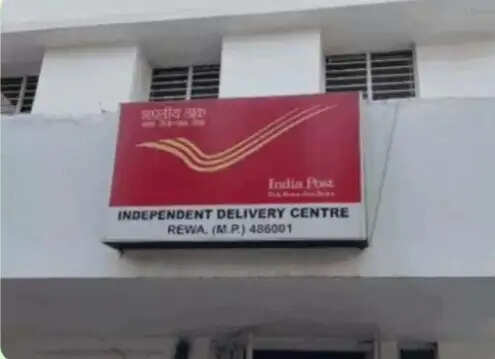 भारतीय डाक
India Post
INDEPENDENT DELIVERY CENTRE
REWA, (M.P.) 486001